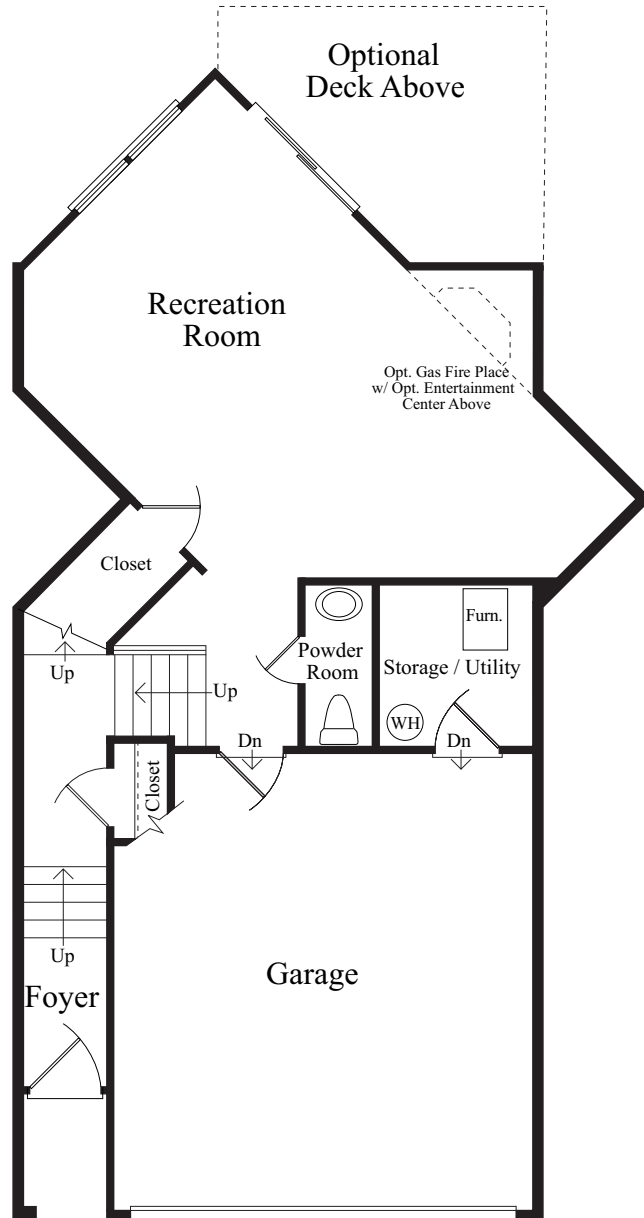 Optional
Deck Above
Recreation
Room
Opt. Gas Fire Place
w/ Opt. Entertainment
Center Above
Closet
Furn.
Powder
Room
Storage / Utility
Up
Up
WH
Dn
Dn
Closet
Up
Garage
Foyer